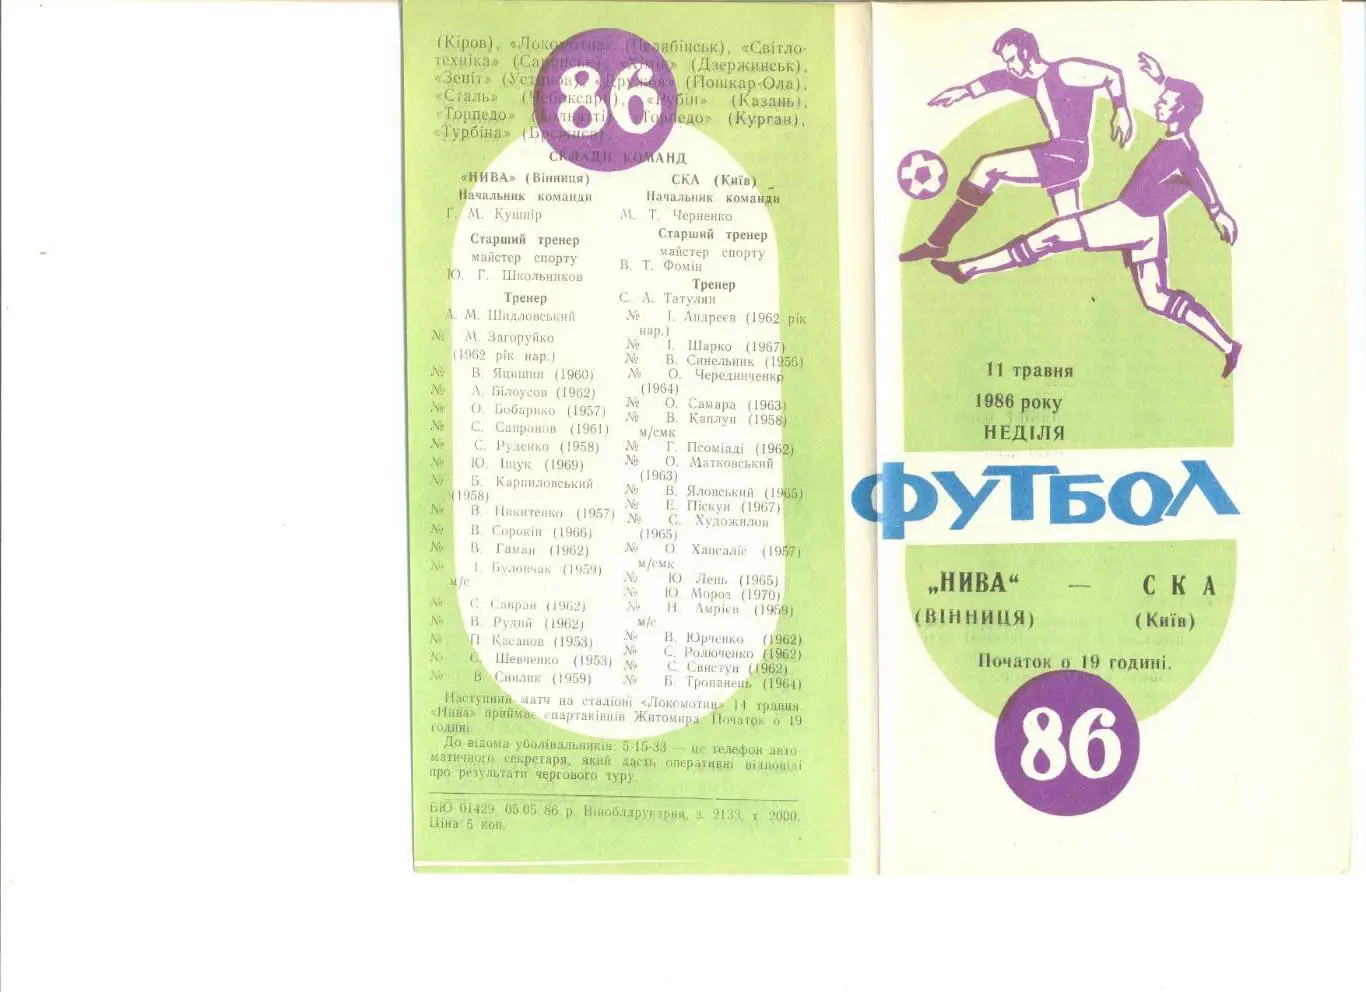 (Кіров), «Локомотив» (Челябінськ), «Світло-
техніка» (Саранськ), «Хімік» (Дзержинськ),
«Зеніт» «Дружба» (Йошкар-Ола),
«Сталь» (Чебоксари), «Рубін» (Казань),
«Торпедо» «Торпедо» (Курган),
«Турбіна»
86
СКЛАДИ КОМАНД
«НИВА» (Вінниця)
Начальник команди
Г. М. Кушнір
Старший тренер
майстер спорту
Ю. Г. Школьников
Тренер
А. М. Шидловський
№ М. Загоруйко
(1962 рік нар.)
№ В. Яцишин (1960)
№ А. Білоусов (1962)
№ О. Бобарико (1957)
№ С. Сапронов (1961)
№ С. Руденко (1958)
№ Ю. Іщук (1969)
№ Б. Карпиловський
(1958)
№ В. Никитенко (1957)
№ В. Сорокін (1966)
№ В. Гаман (1962)
№ І. Буловчак (1959)
м/с
№ С. Савран (1962)
№ В. Рудий (1962)
№ П. Касанов (1953)
№ С. Шевченко (1953)
№ В. Снилик (1959)
СКА (Київ)
Начальник команди
М. Т. Черненко
Старший тренер
майстер спорту
В. Т. Фомін
Тренер
С. А. Татулян
№ І. Андреєв (1962 рік
нар.)
№ І. Шарко (1967)
№ В. Синельник (1956)
№ О. Чередниченко
(1964)
№ О. Самара (1963)
№ В. Каплун (1958)
м/смк
№ Г. Псоміаді (1962)
№ О. Матковський
(1963)
№ В. Яловський (1965)
№ Е. Піскун (1967)
№ С. Художилов
(1965)
№ О. Хапсаліс (1957)
м/смк
№ Ю. Лень (1965)
№ Ю. Мороз (1970)
№ Н. Амрієв (1959)
м/с
№ В. Юрченко (1962)
№ С. Ролюченко (1962)
№ С. Свистун (1962)
№ Б. Тропанець (1964)
Наступний матч на стадіоні «Локомотив» 14 травня.
«Нива» приймає спартаківців Житомира. Початок о 19
годині.
До відома уболівальників: 5-15-33 — це телефон авто-
матичного секретаря, який дасть оперативні відповіді
про результати чергового туру.
БЮ 01429. 05.05 86 р. Віноблдрукарня, з. 2133, т. 2000.
Ціна 5 коп.
11 травня
1986 року
НЕДІЛЯ
ФУТБОЛ
„НИВА“ — СКА
(ВІННИЦЯ) (Київ)
Початок о 19 годині.
86